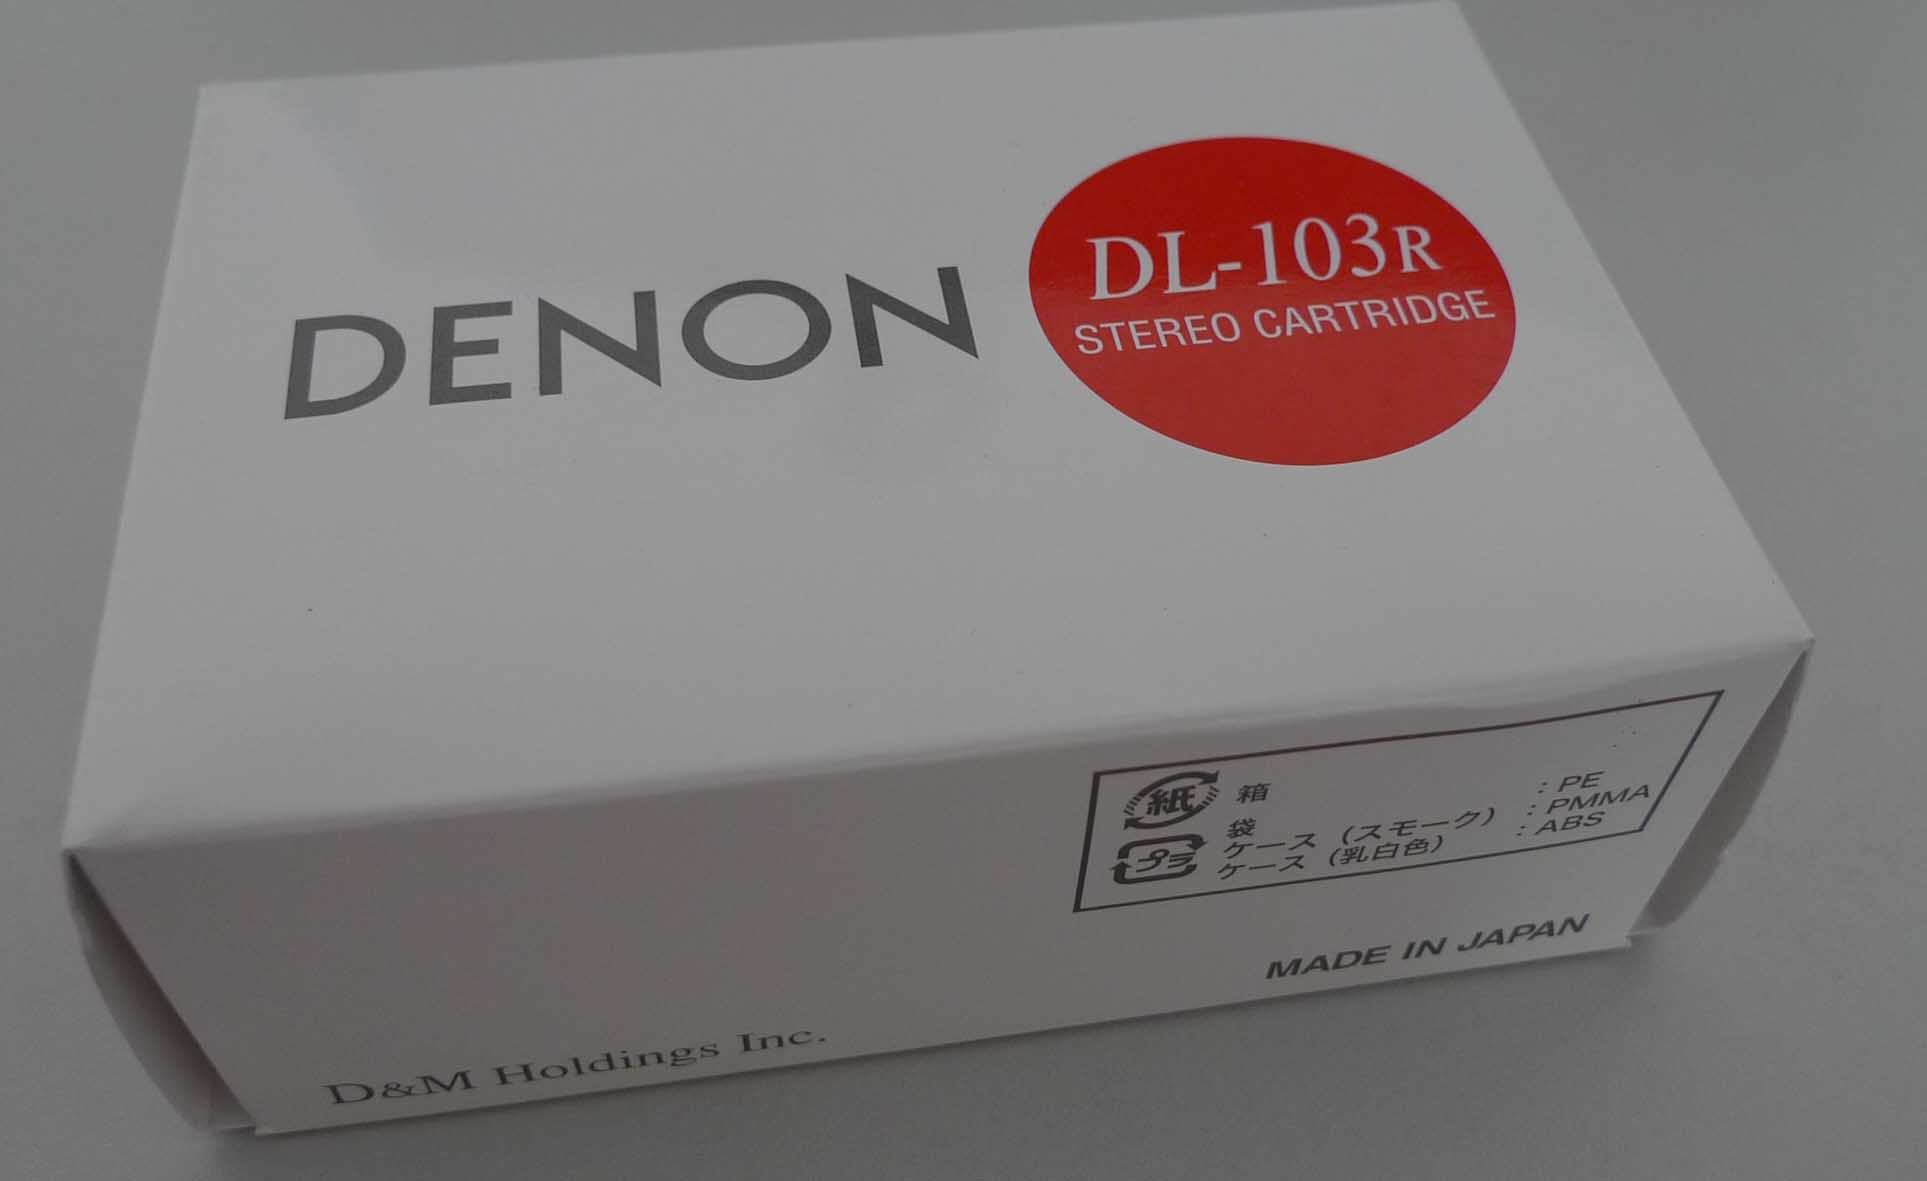 DENON
DL-103R
STEREO CARTRIDGE
紙 箱
プラ 袋 : PE
ケース (スモーク) : PMMA
ケース (乳白色) : ABS
MADE IN JAPAN
D&M Holdings Inc.